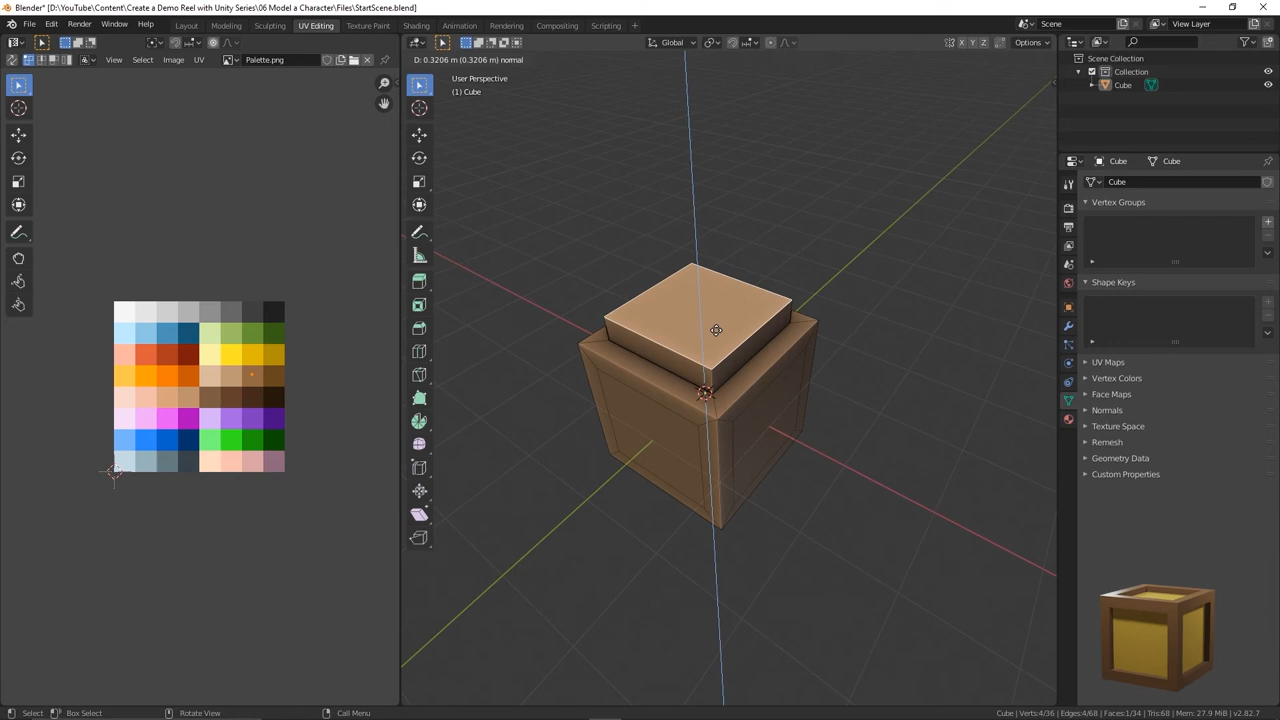 Blender* [D:\YouTube\Content\Create a Demo Reel with Unity Series\06 Model a Character\Files\StartScene.blend]
File Edit Render Window Help Layout Modeling Sculpting UV Editing Texture Paint Shading Animation Rendering Compositing Scripting Scene View Layer
Global Options X Y Z
View Select Image UV Palette.png
D: 0.3206 m (0.3206 m) normal
User Perspective
(1) Cube
Scene Collection
Collection
Cube
Cube Cube
Cube
Vertex Groups
Shape Keys
UV Maps
Vertex Colors
Face Maps
Normals
Texture Space
Remesh
Geometry Data
Custom Properties
Select Box Select Rotate View Call Menu Cube | Verts:4/36 | Edges:4/68 | Faces:1/34 | Tris:68 | Mem: 27.9 MiB | v2.82.7